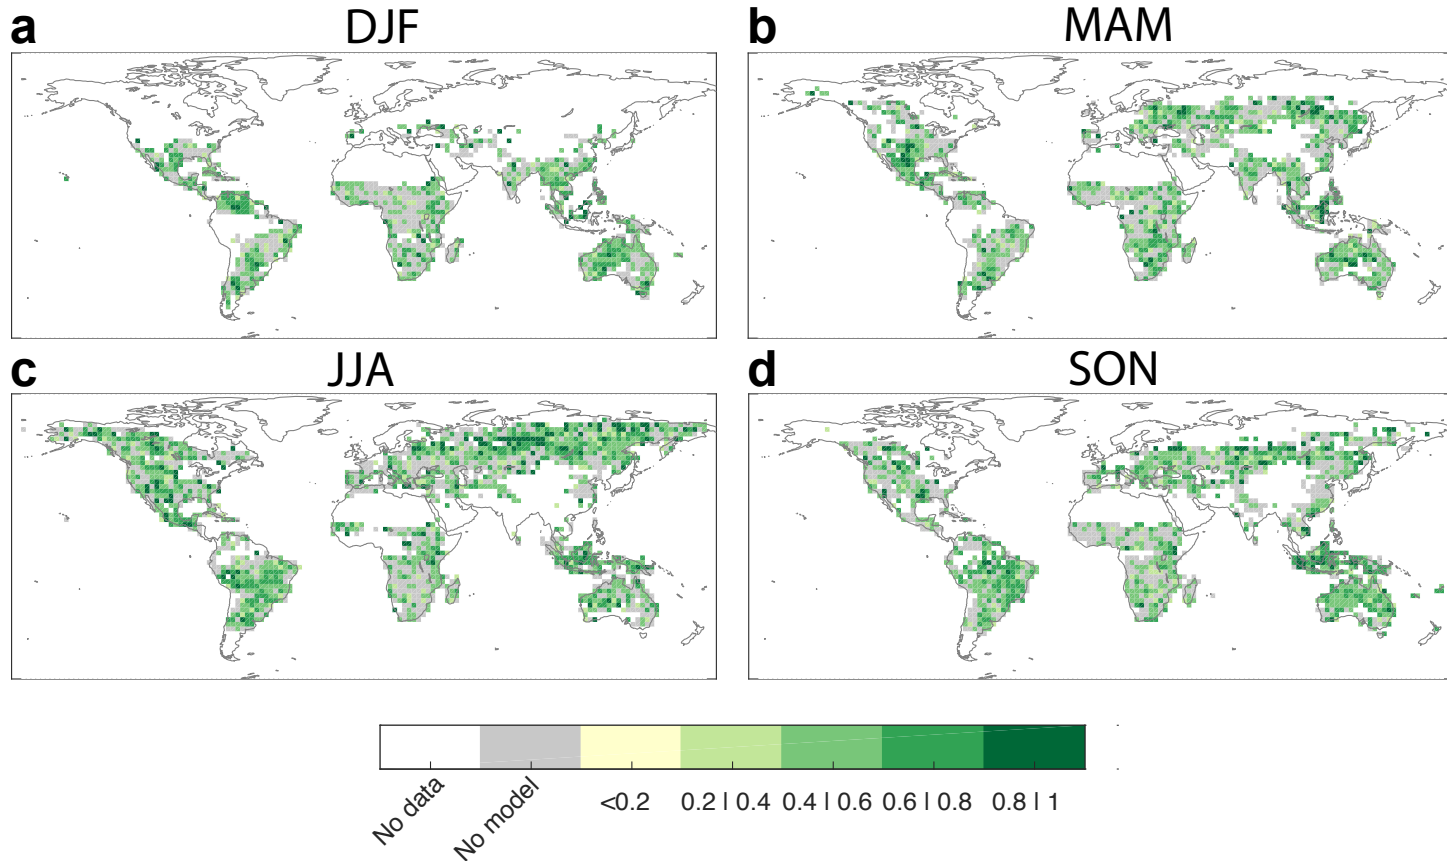 a DJF
b MAM
c JJA
d SON
No data
No model
<0.2
0.2 | 0.4
0.4 | 0.6
0.6 | 0.8
0.8 | 1